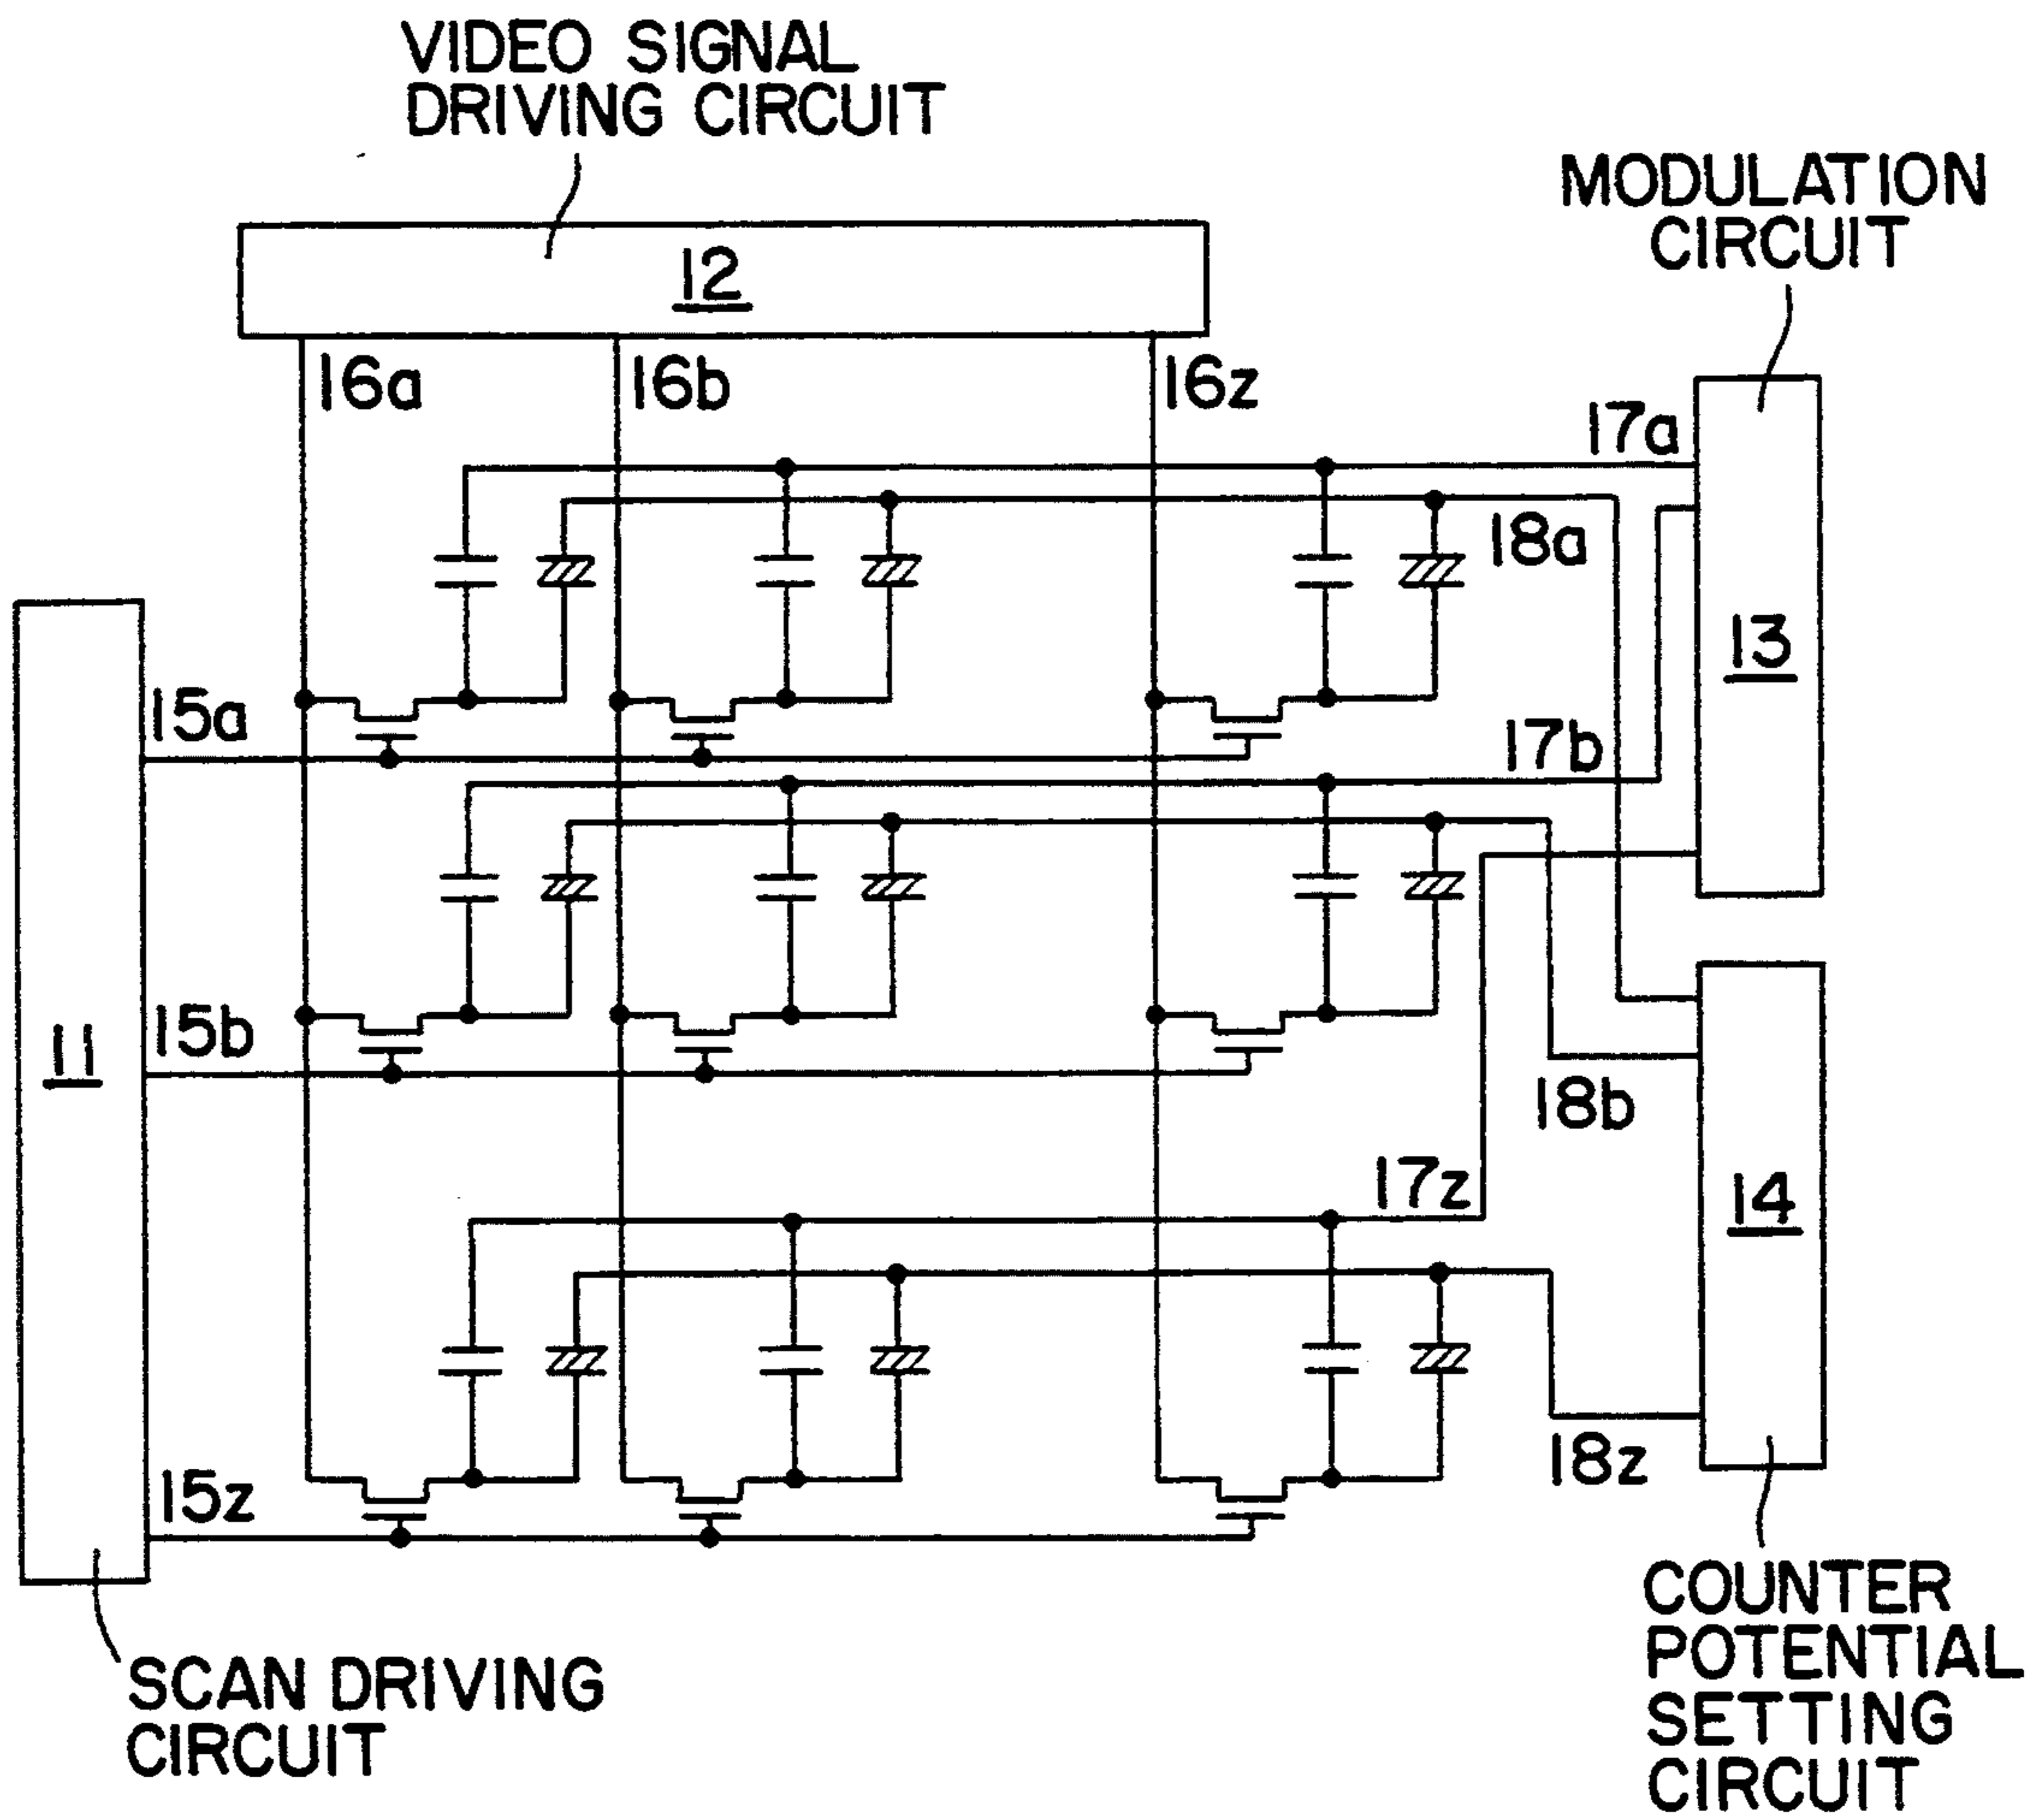 VIDEO SIGNAL
DRIVING CIRCUIT
MODULATION
CIRCUIT
12
16a
16b
16z
17a
18a
13
15a
17b
11
15b
18b
17z
14
15z
18z
SCAN DRIVING
CIRCUIT
COUNTER
POTENTIAL
SETTING
CIRCUIT